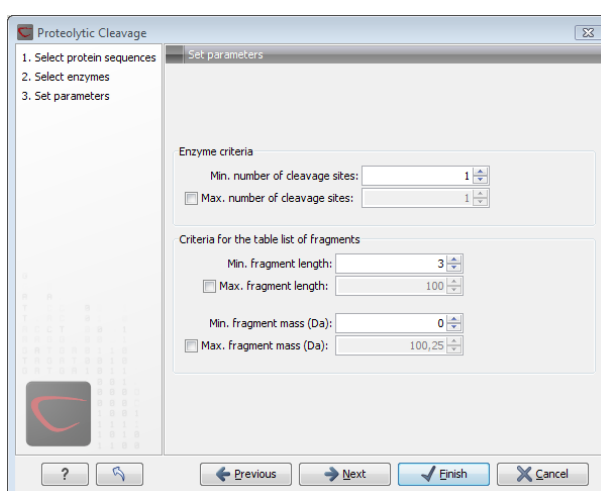 Proteolytic Cleavage
1. Select protein sequences
2. Select enzymes
3. Set parameters
Set parameters
Enzyme criteria
Min. number of cleavage sites: 1
Max. number of cleavage sites: 1
Criteria for the table list of fragments
Min. fragment length: 3
Max. fragment length: 100
Min. fragment mass (Da): 0
Max. fragment mass (Da): 100,25
? Previous Next Finish Cancel